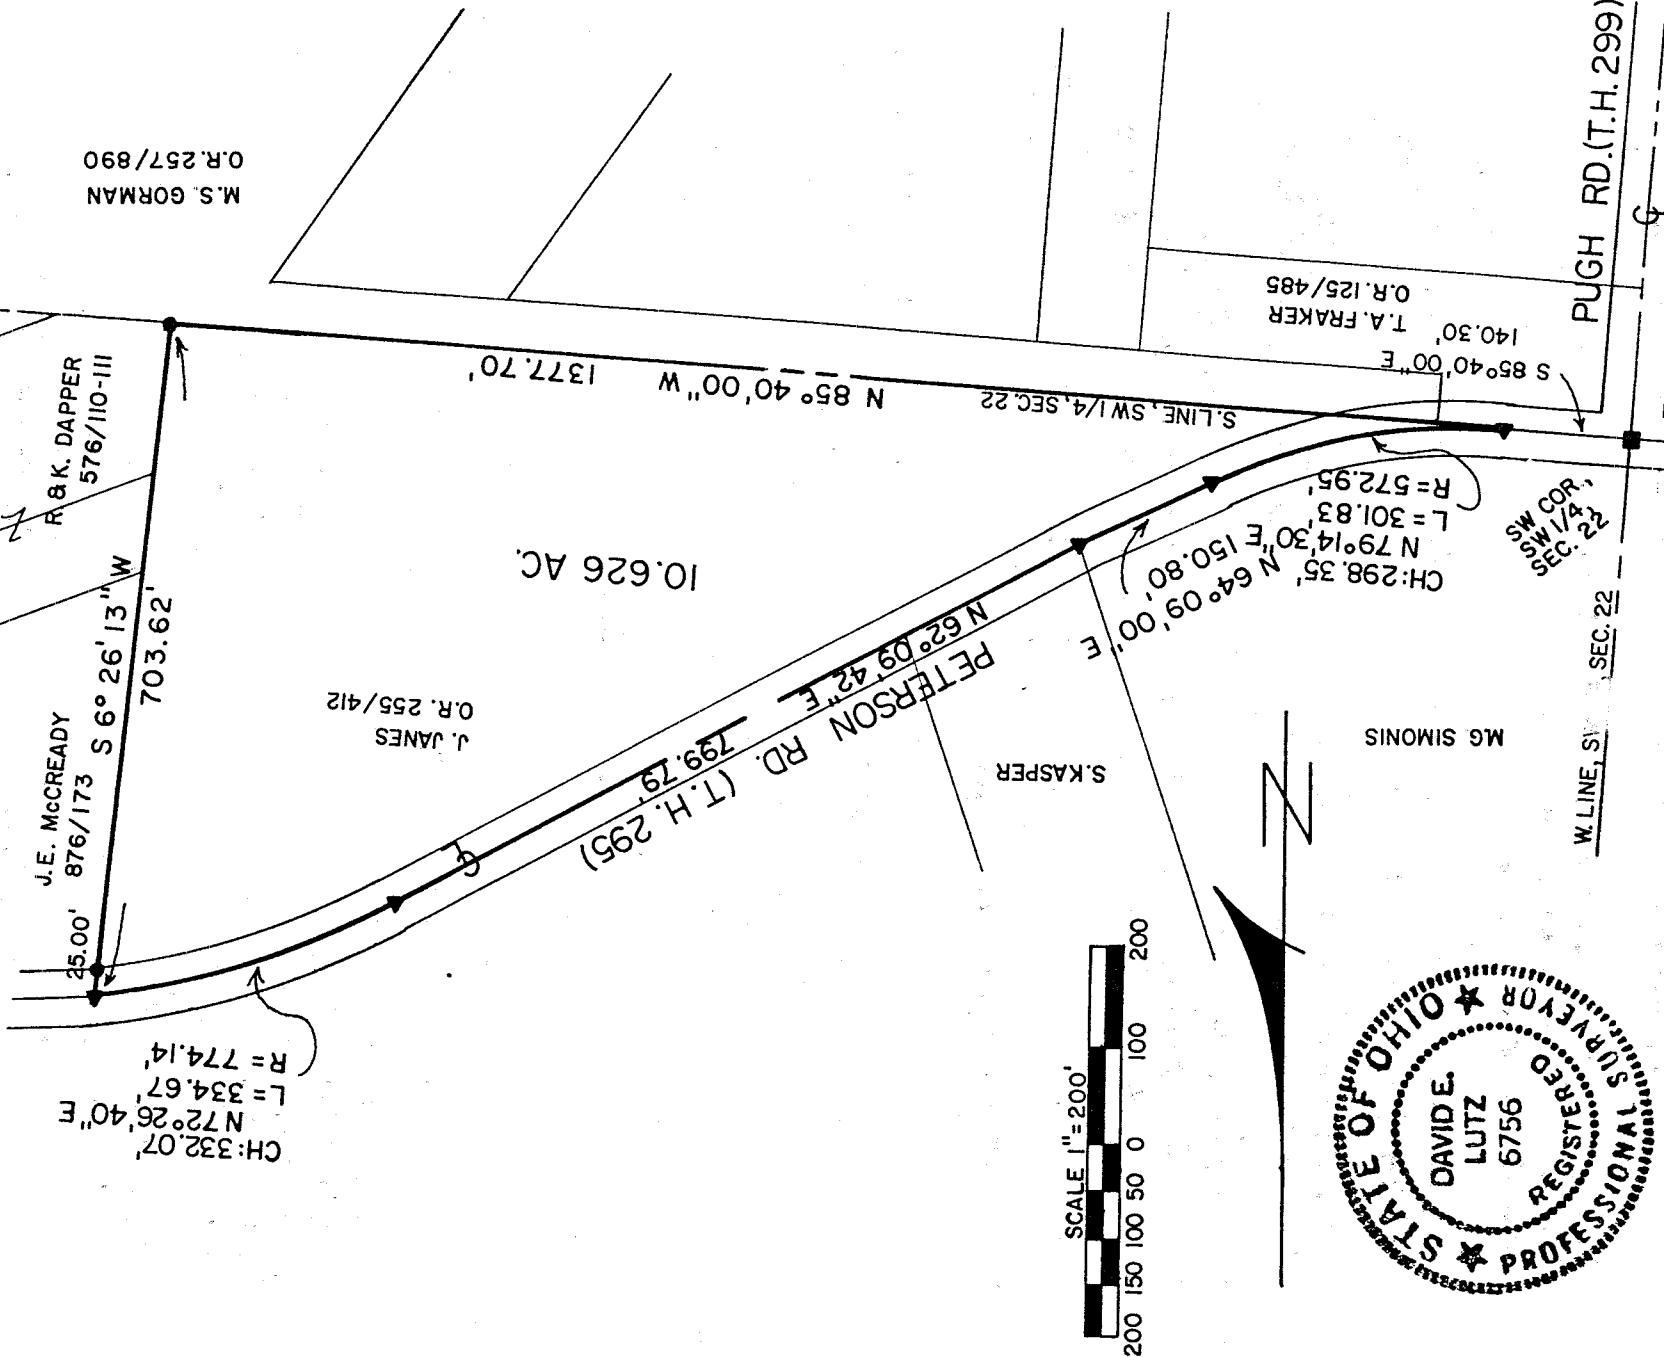 M.S. GORMAN
O.R. 257/890
R. & K. DAPPER
576/110-111
J.E. McCREADY
876/173
S 6° 26' 13" W
703.62'
25.00'
N 85° 40' 00" W 1377.70'
S. LINE, SW 1/4, SEC. 22
10.626 AC.
J. JANES
O.R. 255/412
T.A. FRAKER
O.R. 125/485
S 85° 40' 00" E
140.30'
PUGH RD. (T.H. 299)
R= 572.95'
L= 301.83'
N 79°14'30" E
CH: 298.35'
N 64° 09' 00" E
150.80'
N 62° 09' 42" E
799.79'
PETERSON RD. (T.H. 295)
SW COR.,
SW 1/4,
SEC. 22
W. LINE, SW , SEC. 22
S. KASPER
M.G SIMONIS
CH: 332.07'
N 72° 26' 40" E
L= 334.67'
R= 774.14'
N
SCALE 1"= 200'
200 150 100 50 0 100 200
STATE OF OHIO
DAVID E.
LUTZ
6756
REGISTERED
PROFESSIONAL SURVEYOR